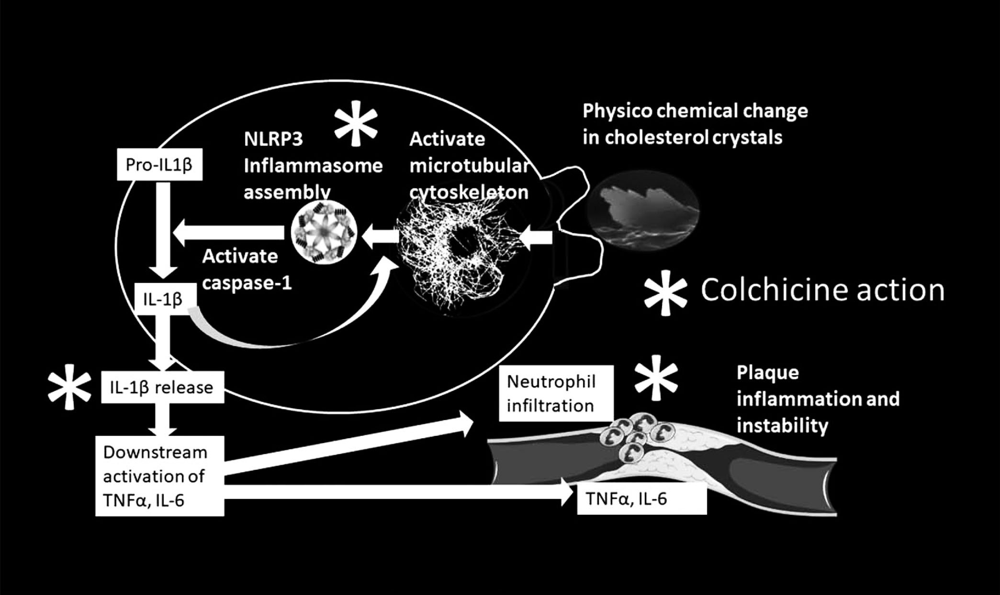 Physico chemical change
in cholesterol crystals
NLRP3
Inflammasome
assembly
Activate
microtubular
cytoskeleton
Pro-IL1β
Activate
caspase-1
IL-1β
* Colchicine action
IL-1β release
Neutrophil
infiltration
Plaque
inflammation and
instability
Downstream
activation of
TNFα, IL-6
TNFα, IL-6